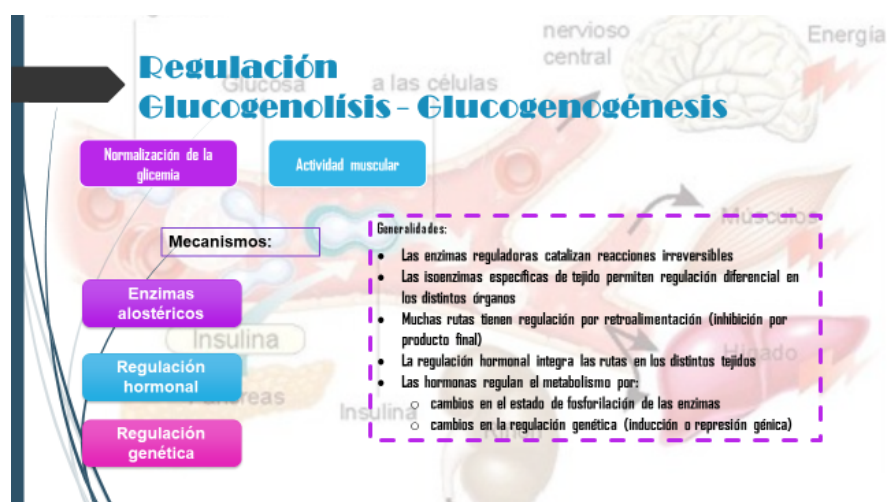 nervioso
central
Energía
Regulación
Glucosa
a las células
Glucogenolísis - Glucogenogénesis
Normalización de la
glicemia
Actividad muscular
Músculos
Mecanismos:
Generalidades:
• Las enzimas reguladoras catalizan reacciones irreversibles
• Las isoenzimas específicas de tejido permiten regulación diferencial en
los distintos órganos
• Muchas rutas tienen regulación por retroalimentación (inhibición por
producto final)
• La regulación hormonal integra las rutas en los distintos tejidos
• Las hormonas regulan el metabolismo por:
o cambios en el estado de fosforilación de las enzimas
o cambios en la regulación genética (inducción o represión génica)
Enzimas
alostéricos
Insulina
Hígado
Regulación
hormonal
Insulina
Regulación
genética